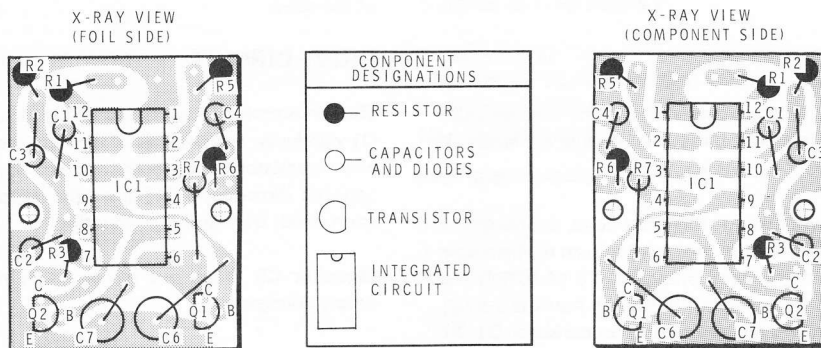 X-RAY VIEW
(FOIL SIDE)
R2
R1
R5
C1
12
1
C4
11
2
C3
10
3
R7
R6
9
IC1
4
8
5
C2
R3
7
6
C
C
Q2
B
Q1
B
E
C7
C6
E
COMPONENT
DESIGNATIONS
RESISTOR
CAPACITORS
AND DIODES
TRANSISTOR
INTEGRATED
CIRCUIT
X-RAY VIEW
(COMPONENT SIDE)
R2
R5
R1
C4
1
12
C1
2
11
C3
R6
R7
3
10
4
IC1
9
5
8
6
7
R3
C2
C
C
B
Q1
B
Q2
E
C6
C7
E